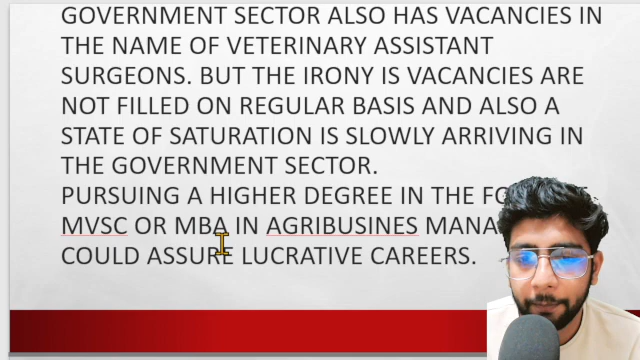 GOVERNMENT SECTOR ALSO HAS VACANCIES IN
THE NAME OF VETERINARY ASSISTANT
SURGEONS. BUT THE IRONY IS VACANCIES ARE
NOT FILLED ON REGULAR BASIS AND ALSO A
STATE OF SATURATION IS SLOWLY ARRIVING IN
THE GOVERNMENT SECTOR.
PURSUING A HIGHER DEGREE IN THE
MVSC OR MBA IN AGRIBUSINES
COULD ASSURE LUCRATIVE CAREERS.